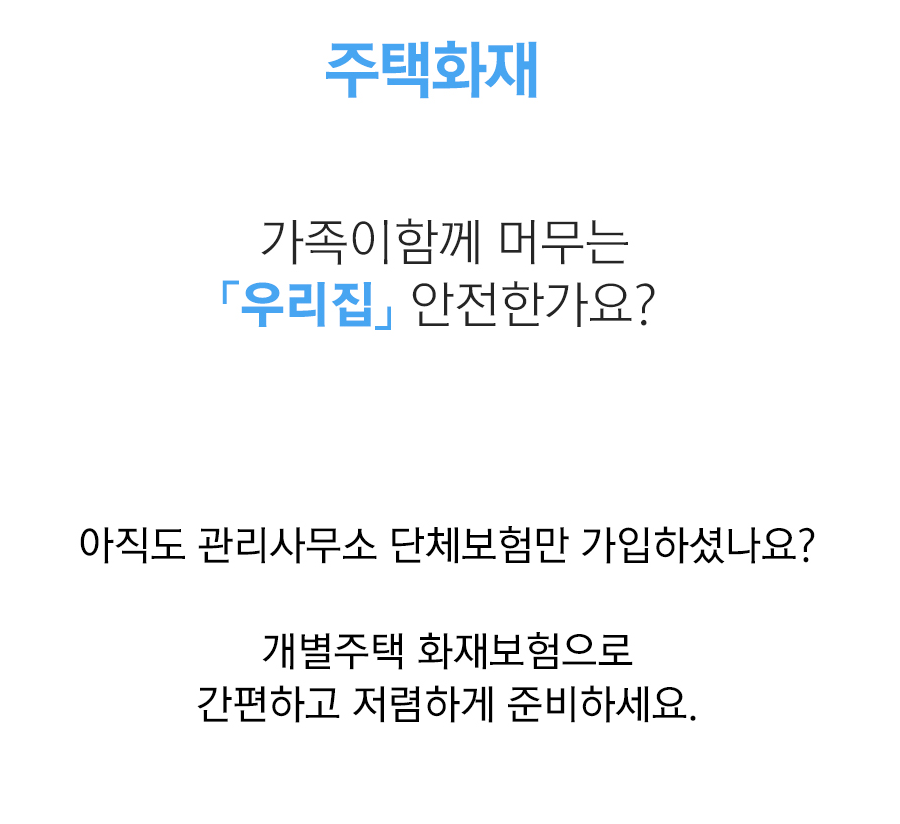 주택화재
가족이함께 머무는
「우리집」 안전한가요?
아직도 관리사무소 단체보험만 가입하셨나요?
개별주택 화재보험으로
간편하고 저렴하게 준비하세요.